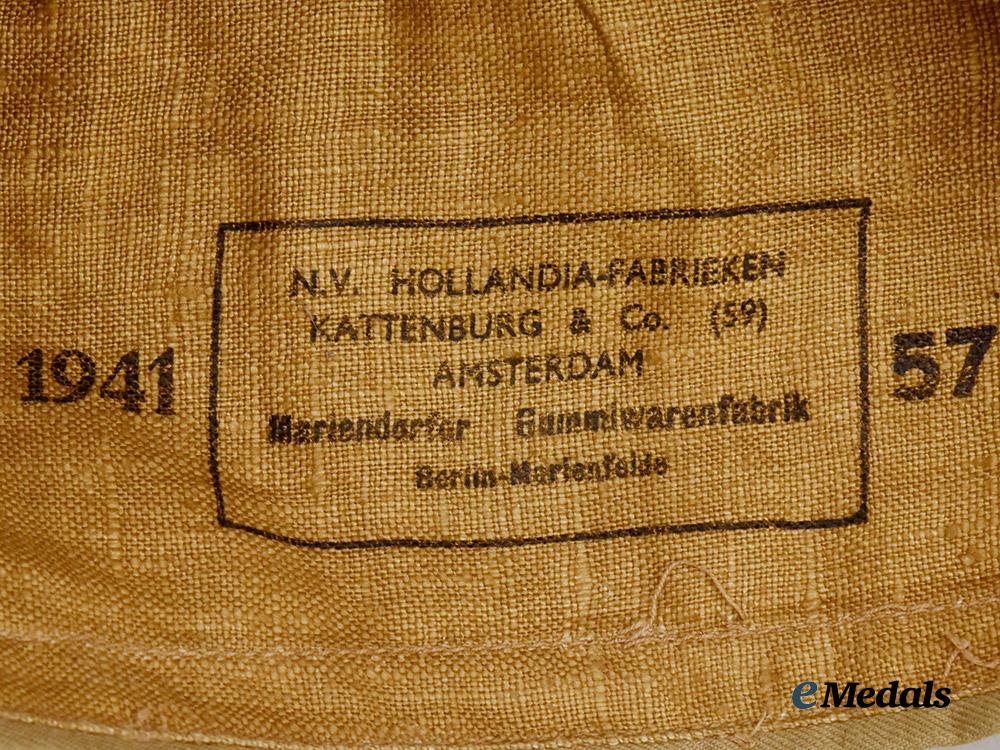 N.V. HOLLANDIA-FABRIEKEN
KATTENBURG & Co. (59)
AMSTERDAM
1941
57
Mariendorfer Gummiwarenfabrik
Berlin-Marienfelde
eMedals